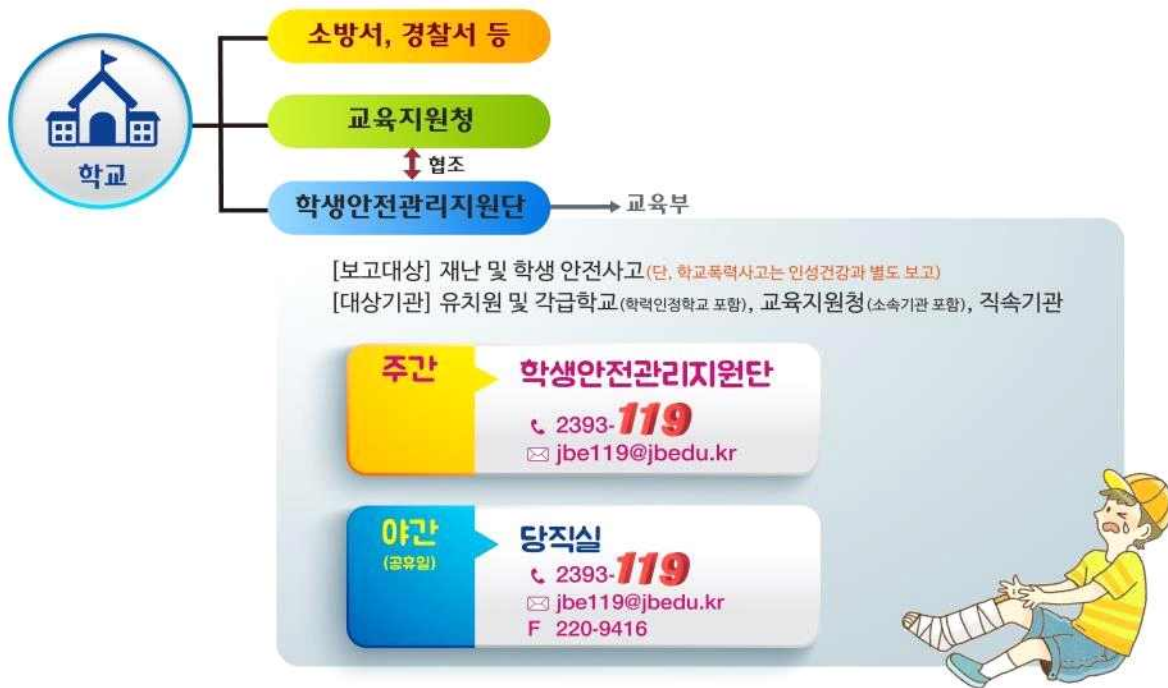 소방서, 경찰서 등
교육지원청
학교
협조
학생안전관리지원단
교육부
[보고대상] 재난 및 학생 안전사고(단, 학교폭력사고는 인성건강과 별도 보고)
[대상기관] 유치원 및 각급학교(학력인정학교 포함), 교육지원청(소속기관 포함), 직속기관
주간
학생안전관리지원단
2393-119
jbe119@jbedu.kr
야간
(공휴일)
당직실
2393-119
jbe119@jbedu.kr
F 220-9416